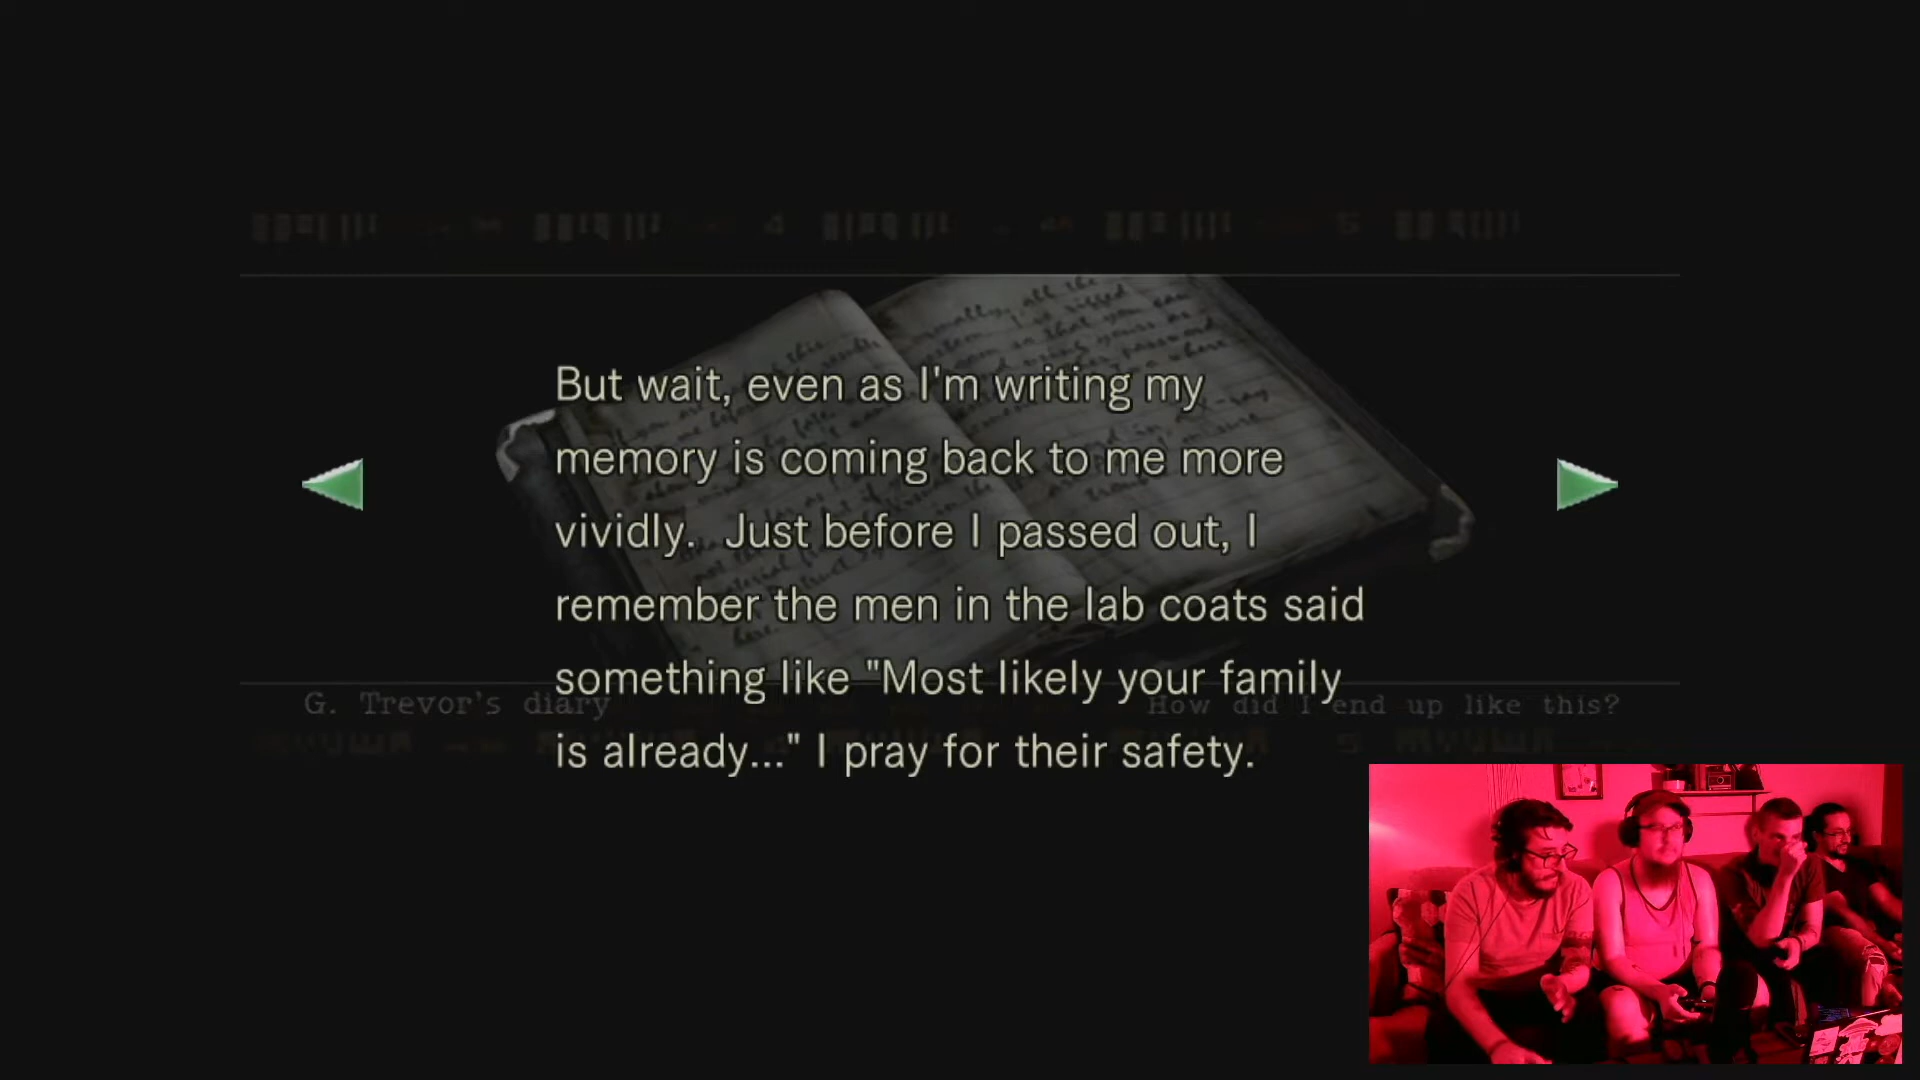 But wait, even as I'm writing my
memory is coming back to me more
vividly.  Just before I passed out, I
remember the men in the lab coats said
something like "Most likely your family
is already..." I pray for their safety.
G. Trevor's diary
How did I end up like this?